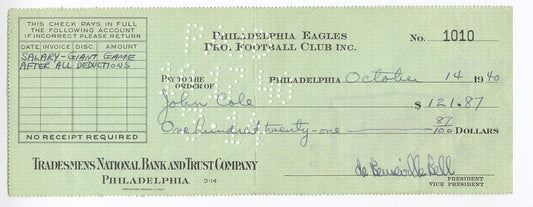 THIS CHECK PAYS IN FULL
THE FOLLOWING ACCOUNT
IF INCORRECT PLEASE RETURN
DATE INVOICE DISC. AMOUNT
SALARY - GIANT GAME
AFTER ALL DEDUCTIONS
NO RECEIPT REQUIRED
PHILADELPHIA EAGLES
PRO. FOOTBALL CLUB INC.
No. 1010
PHILADELPHIA October 14 1940
PAY TO THE
ORDER OF
John Cole $ 121.87
One hundred twenty-one 87/100 DOLLARS
TRADESMENS NATIONAL BANK AND TRUST COMPANY
PHILADELPHIA 3-14
de Benneville Bell
PRESIDENT
VICE PRESIDENT